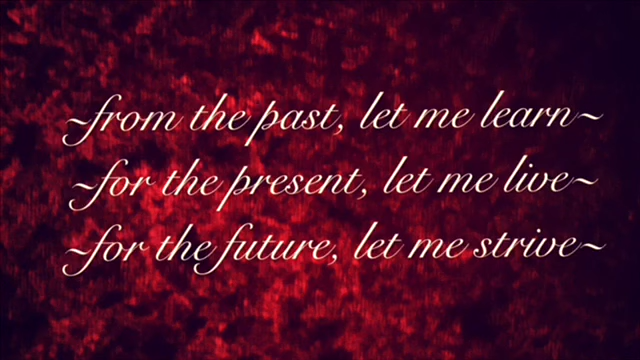 ~from the past, let me learn~
~for the present, let me live~
~for the future, let me strive~